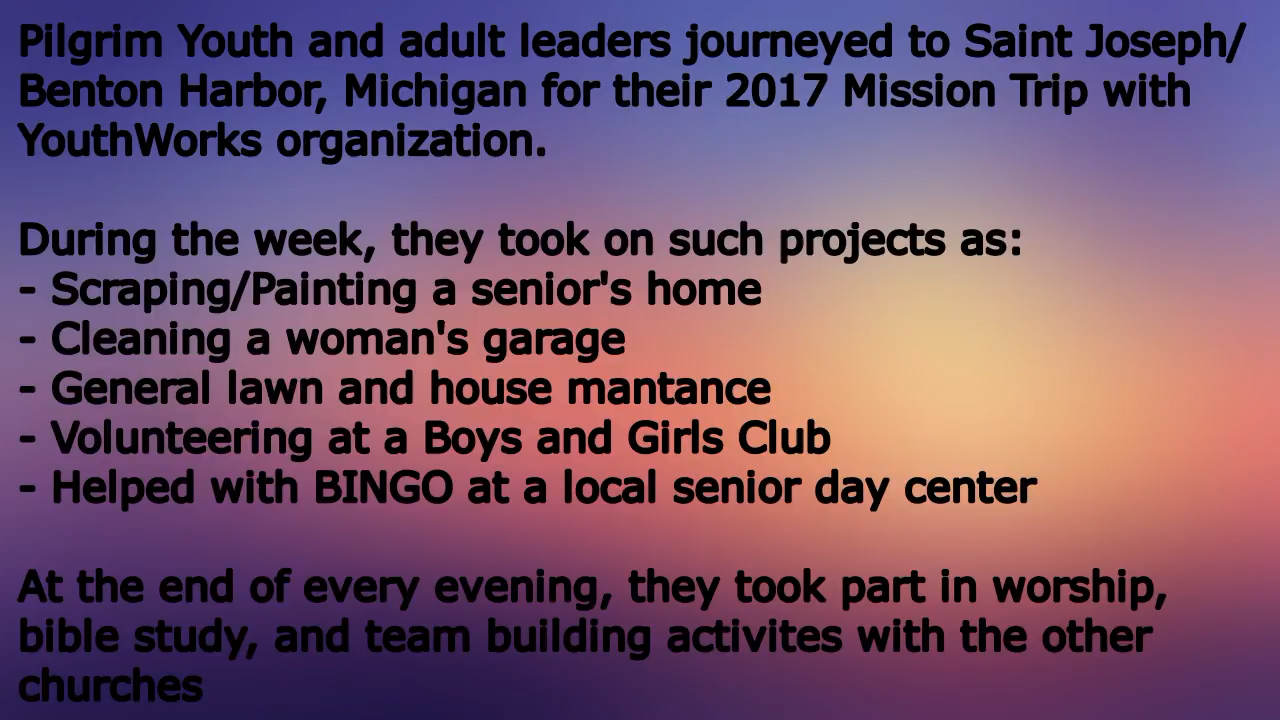 Pilgrim Youth and adult leaders journeyed to Saint Joseph/
Benton Harbor, Michigan for their 2017 Mission Trip with
YouthWorks organization.
During the week, they took on such projects as:
- Scraping/Painting a senior's home
- Cleaning a woman's garage
- General lawn and house mantance
- Volunteering at a Boys and Girls Club
- Helped with BINGO at a local senior day center
At the end of every evening, they took part in worship,
bible study, and team building activites with the other
churches